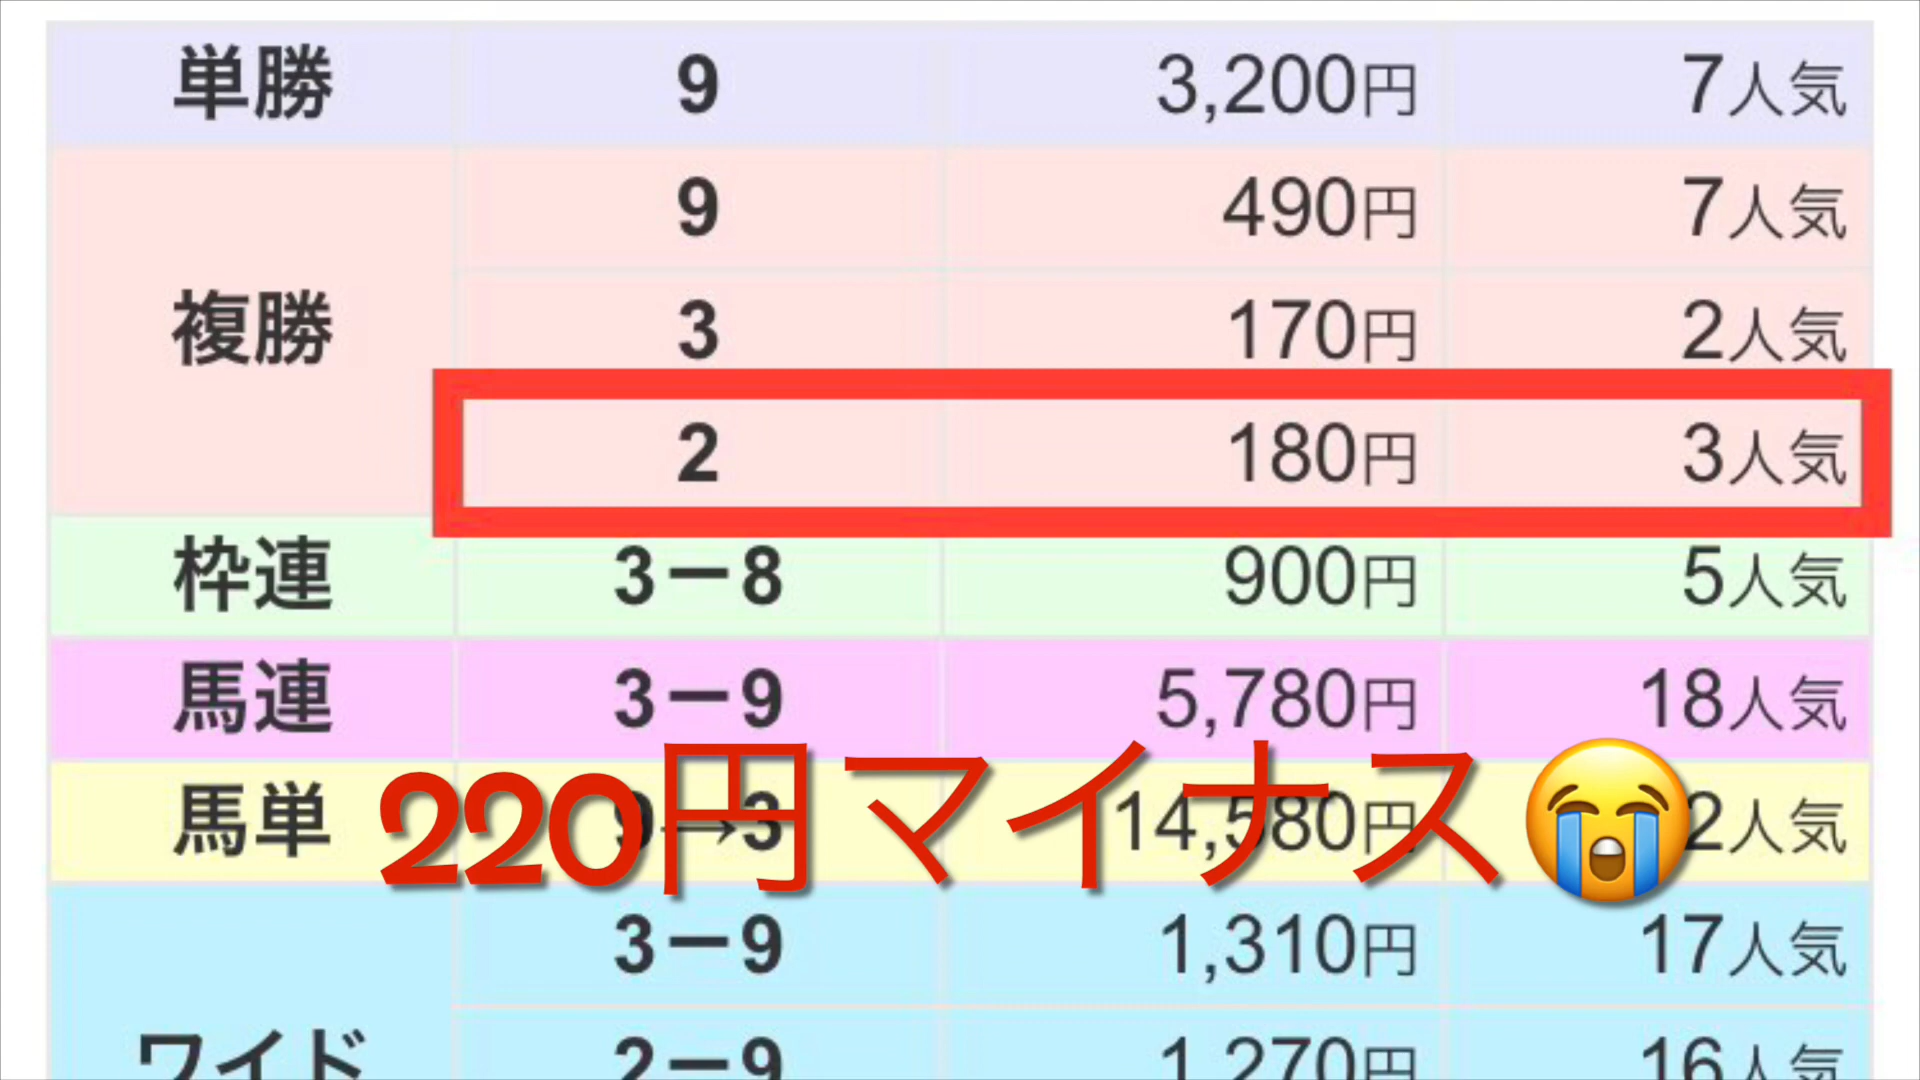 単勝 9 3,200円 7人気
複勝 9 490円 7人気
3 170円 2人気
2 180円 3人気
枠連 3－8 900円 5人気
馬連 3－9 5,780円 18人気
馬単 9→3 14,580円 2人気
220円マイナス😭
ワイド 3－9 1,310円 17人気
2－9 1,270円 16人気